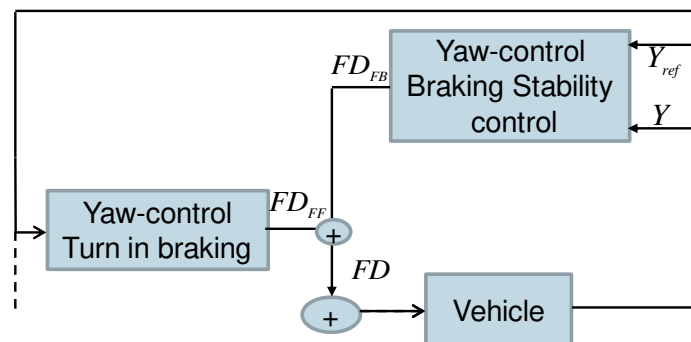 Yaw-control
Braking Stability
control
FD_FB
Y_ref
Y
Yaw-control
Turn in braking
FD_FF
+
FD
+
Vehicle